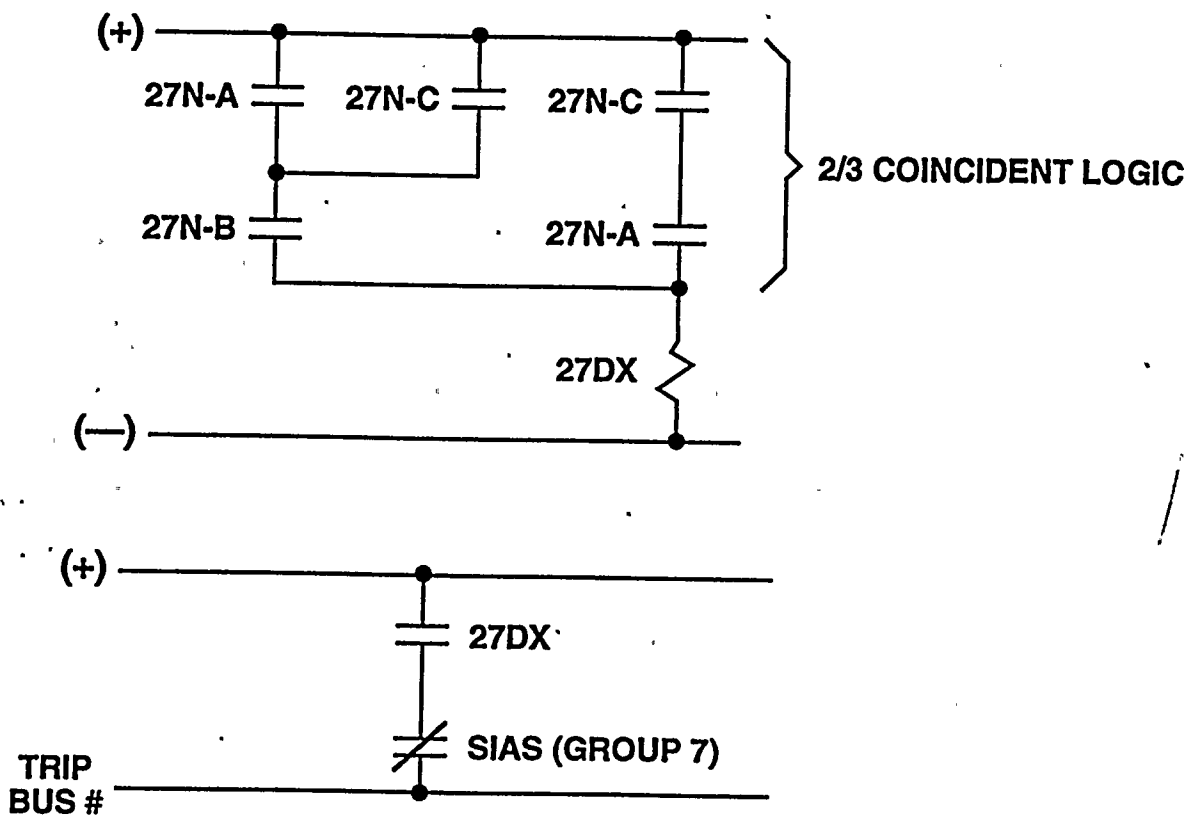 (+)
27N-A
27N-C
27N-C
2/3 COINCIDENT LOGIC
27N-B
27N-A
27DX
(—)
(+)
27DX
SIAS (GROUP 7)
TRIP
BUS #